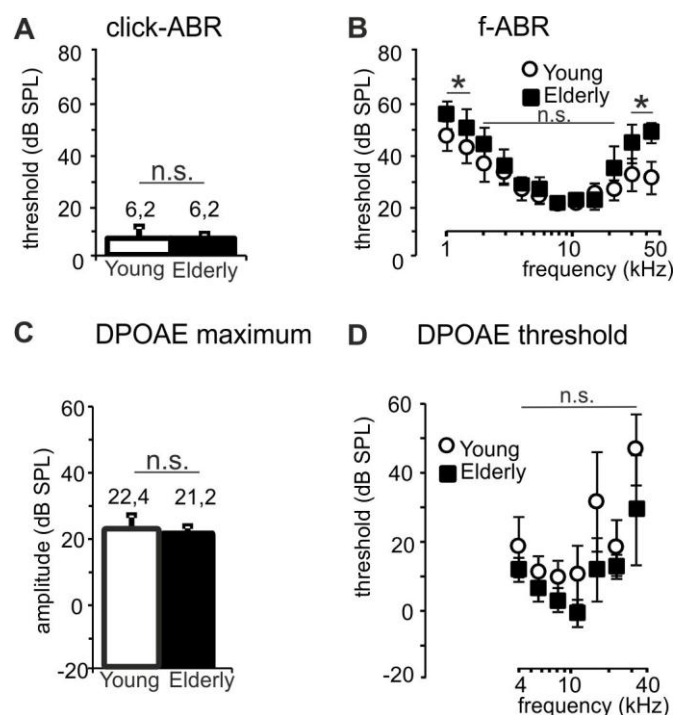 A click-ABR
threshold (dB SPL)
80
60
40
20
0
n.s.
6,2 6,2
Young Elderly
B f-ABR
threshold (dB SPL)
80
60
40
20
0
Young
Elderly
* *
n.s.
1 10 50
frequency (kHz)
C DPOAE maximum
amplitude (dB SPL)
60
40
20
0
-20
n.s.
22,4 21,2
Young Elderly
D DPOAE threshold
threshold (dB SPL)
60
40
20
0
-20
n.s.
Young
Elderly
4 10 40
frequency (kHz)